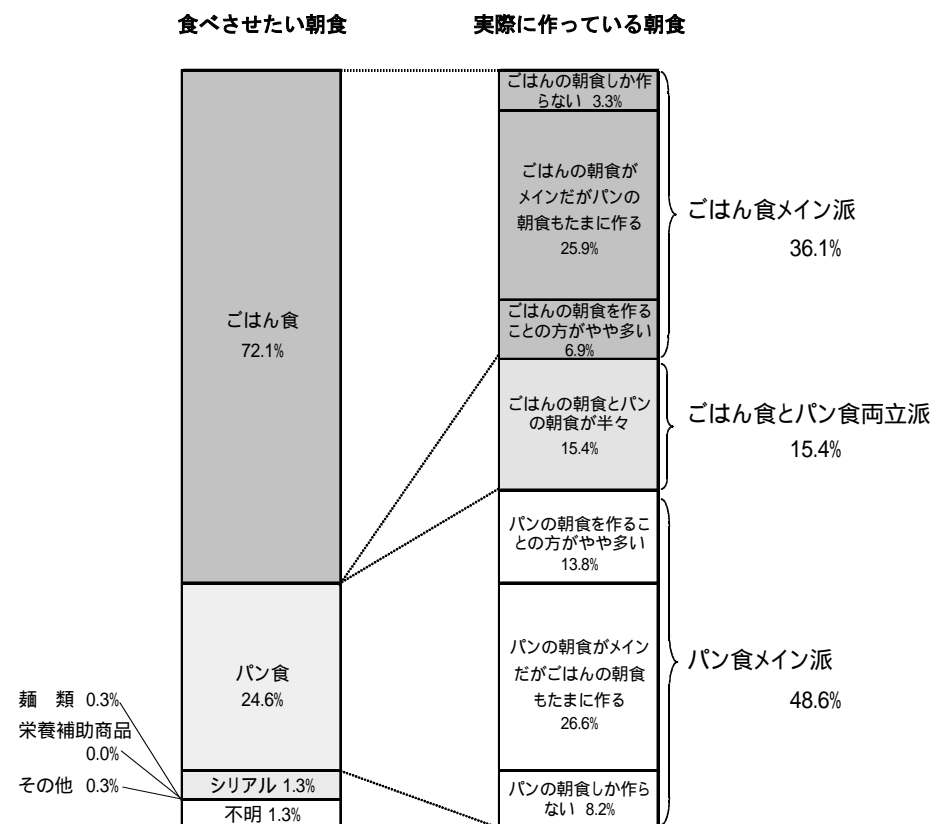 食べさせたい朝食
実際に作っている朝食
ごはん食
72.1%
パン食
24.6%
シリアル 1.3%
不明 1.3%
麺　類 0.3%
栄養補助商品
0.0%
その他 0.3%
ごはんの朝食しか作
らない 3.3%
ごはんの朝食が
メインだがパンの
朝食もたまに作る
25.9%
ごはんの朝食を作る
ことの方がやや多い
6.9%
ごはんの朝食とパン
の朝食が半々
15.4%
パンの朝食を作るこ
との方がやや多い
13.8%
パンの朝食がメイン
だがごはんの朝食
もたまに作る
26.6%
パンの朝食しか作ら
ない 8.2%
ごはん食メイン派
36.1%
ごはん食とパン食両立派
15.4%
パン食メイン派
48.6%